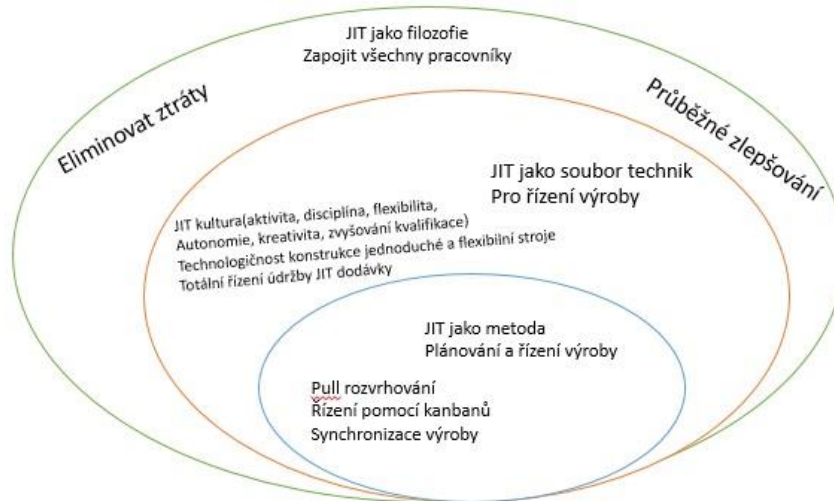 JIT jako filozofie
Zapojit všechny pracovníky
Eliminovat ztráty
Průběžné zlepšování
JIT jako soubor technik
Pro řízení výroby
JIT kultura(aktivita, disciplína, flexibilita,
Autonomie, kreativita, zvyšování kvalifikace)
Technologičnost konstrukce jednoduché a flexibilní stroje
Totální řízení údržby JIT dodávky
JIT jako metoda
Plánování a řízení výroby
Pull rozvrhování
Řízení pomocí kanbanů
Synchronizace výroby